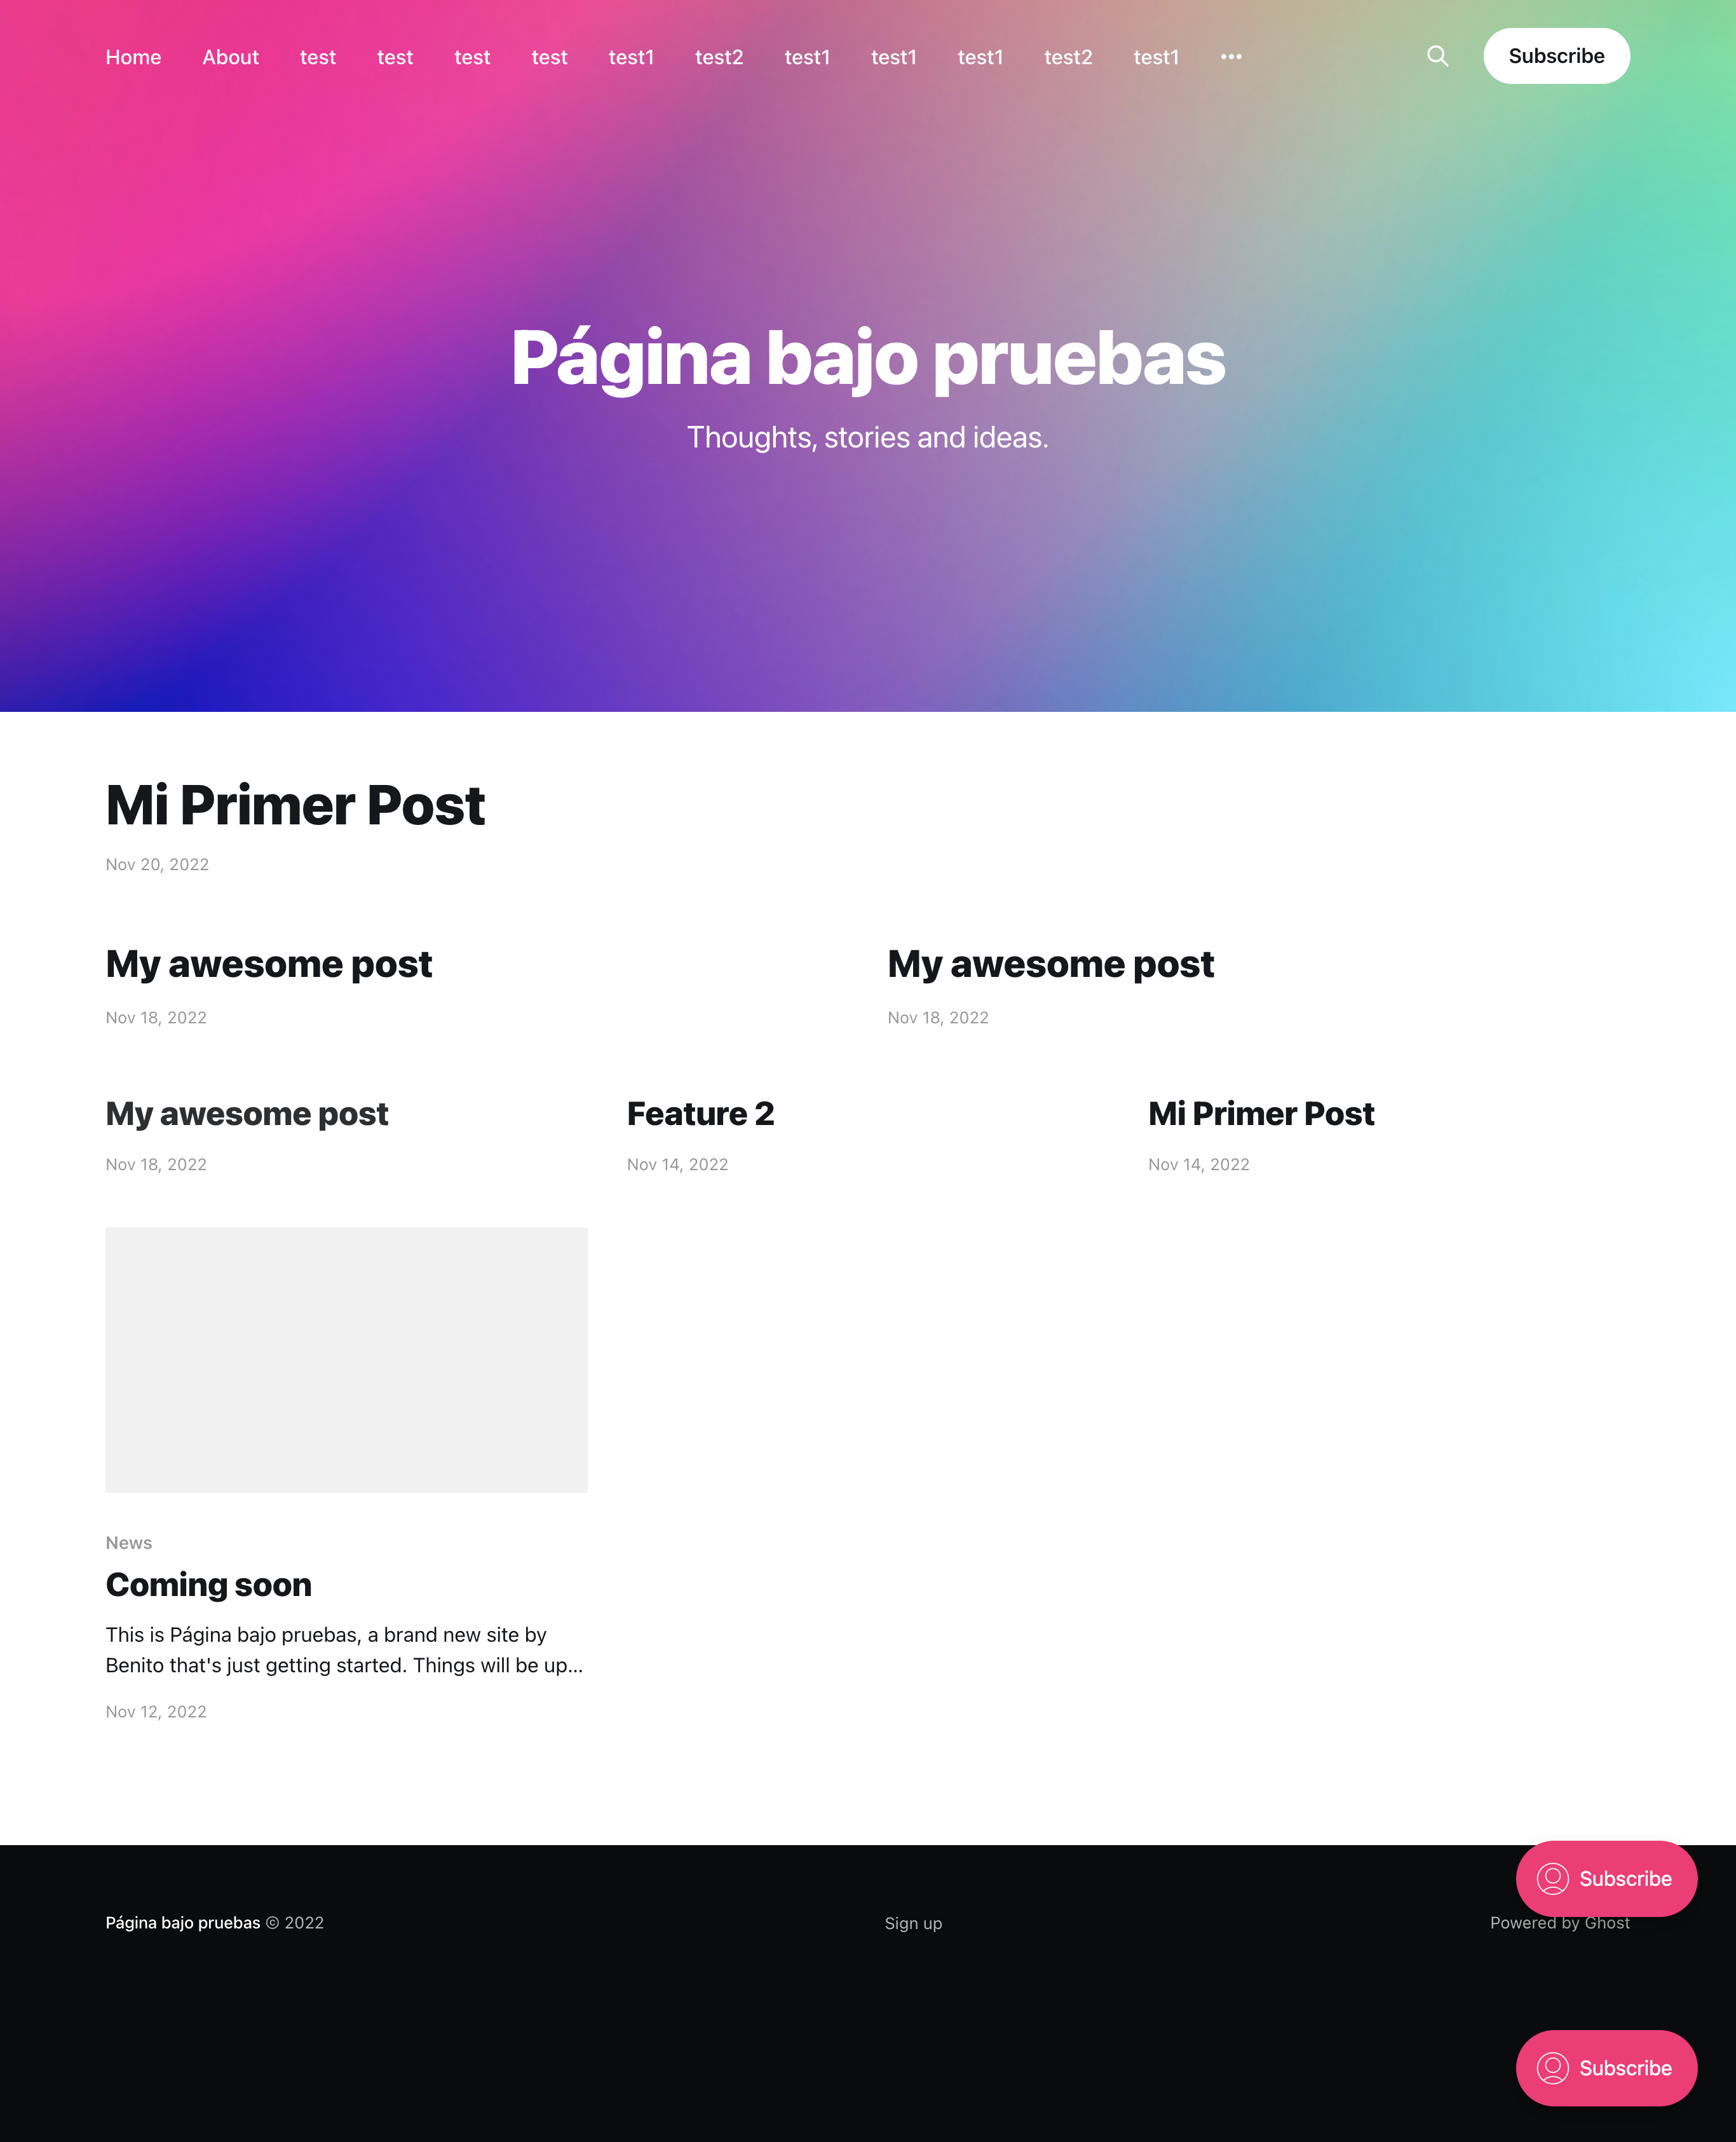 Home About test test test test test1 test2 test1 test1 test1 test2 test1 ••• Subscribe
Página bajo pruebas
Thoughts, stories and ideas.
Mi Primer Post
Nov 20, 2022
My awesome post
Nov 18, 2022
My awesome post
Nov 18, 2022
My awesome post
Nov 18, 2022
Feature 2
Nov 14, 2022
Mi Primer Post
Nov 14, 2022
News
Coming soon
This is Página bajo pruebas, a brand new site by
Benito that's just getting started. Things will be up...
Nov 12, 2022
Subscribe
Página bajo pruebas © 2022
Sign up
Powered by Ghost
Subscribe